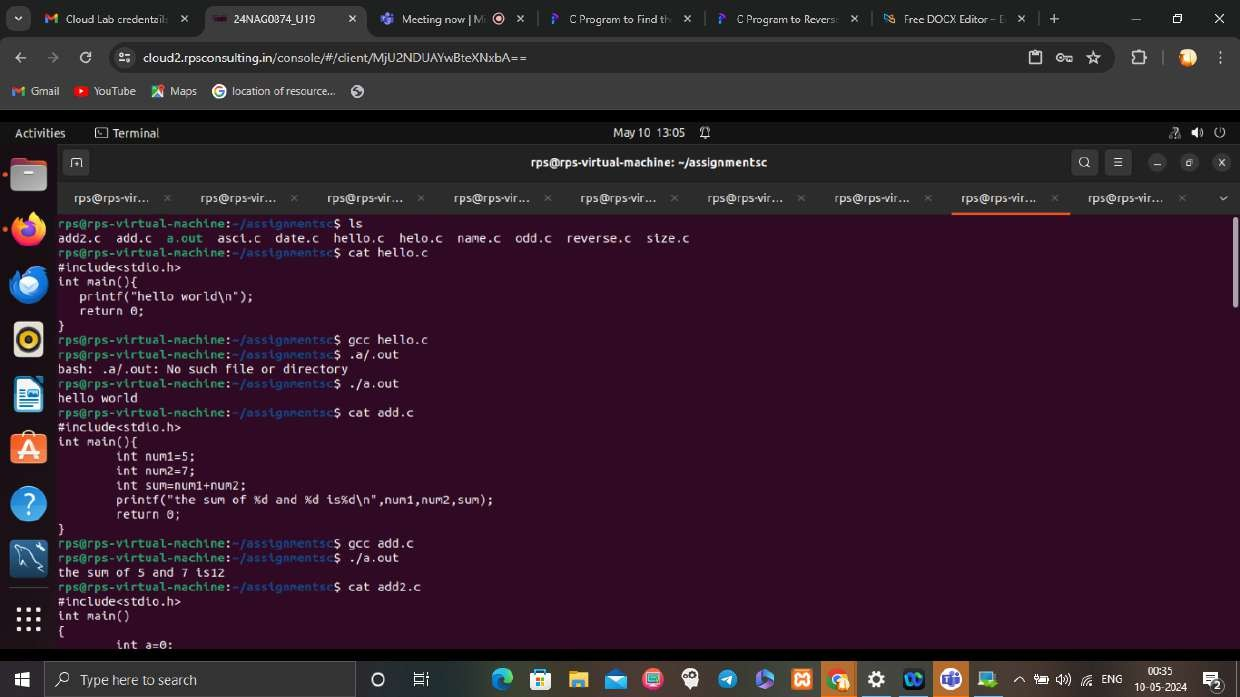 Cloud Lab credentails
24NAG0874_U19
Meeting now | Mi
C Program to Find the
C Program to Revers
Free DOCX Editor –
cloud2.rpsconsulting.in/console/#/client/MjU2NDUAYwBteXNxbA==
Gmail
YouTube
Maps
location of resource...
Activities
Terminal
May 10 13:05
rps@rps-virtual-machine: ~/assignmentsc
rps@rps-vir... rps@rps-vir... rps@rps-vir... rps@rps-vir... rps@rps-vir... rps@rps-vir... rps@rps-vir... rps@rps-vir... rps@rps-vir...
rps@rps-virtual-machine:~/assignmentsc$ ls
add2.c add.c a.out asci.c date.c hello.c helo.c name.c odd.c reverse.c size.c
rps@rps-virtual-machine:~/assignmentsc$ cat hello.c
#include<stdio.h>
int main(){
printf("hello world\n");
return 0;
}
rps@rps-virtual-machine:~/assignmentsc$ gcc hello.c
rps@rps-virtual-machine:~/assignmentsc$ .a/.out
bash: .a/.out: No such file or directory
rps@rps-virtual-machine:~/assignmentsc$ ./a.out
hello world
rps@rps-virtual-machine:~/assignmentsc$ cat add.c
#include<stdio.h>
int main(){
int num1=5;
int num2=7;
int sum=num1+num2;
printf("the sum of %d and %d is%d\n",num1,num2,sum);
return 0;
}
rps@rps-virtual-machine:~/assignmentsc$ gcc add.c
rps@rps-virtual-machine:~/assignmentsc$ ./a.out
the sum of 5 and 7 is12
rps@rps-virtual-machine:~/assignmentsc$ cat add2.c
#include<stdio.h>
int main()
{
int a=0;
Type here to search
ENG
00:35
10-05-2024
2